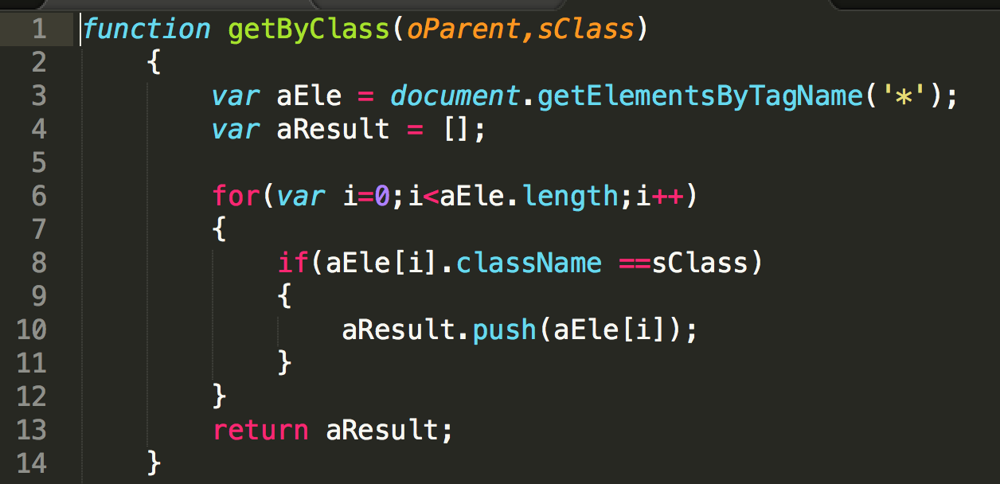 1 function getByClass(oParent,sClass)
2 {
3 var aEle = document.getElementsByTagName('*');
4 var aResult = [];
5
6 for(var i=0;i<aEle.length;i++)
7 {
8 if(aEle[i].className ==sClass)
9 {
10 aResult.push(aEle[i]);
11 }
12 }
13 return aResult;
14 }